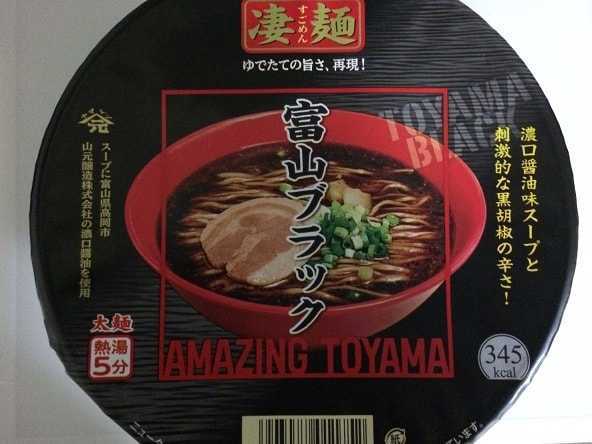 凄麺
すごめん
ゆでたての旨さ、再現!
TOYAMA
BLACK
富山ブラック
濃口醤油味スープと
刺激的な黒胡椒の辛さ!
スープに富山県高岡市
山元醸造株式会社の濃口醤油を使用
太麺
熱湯
5分
AMAZING TOYAMA
345
kcal
紙